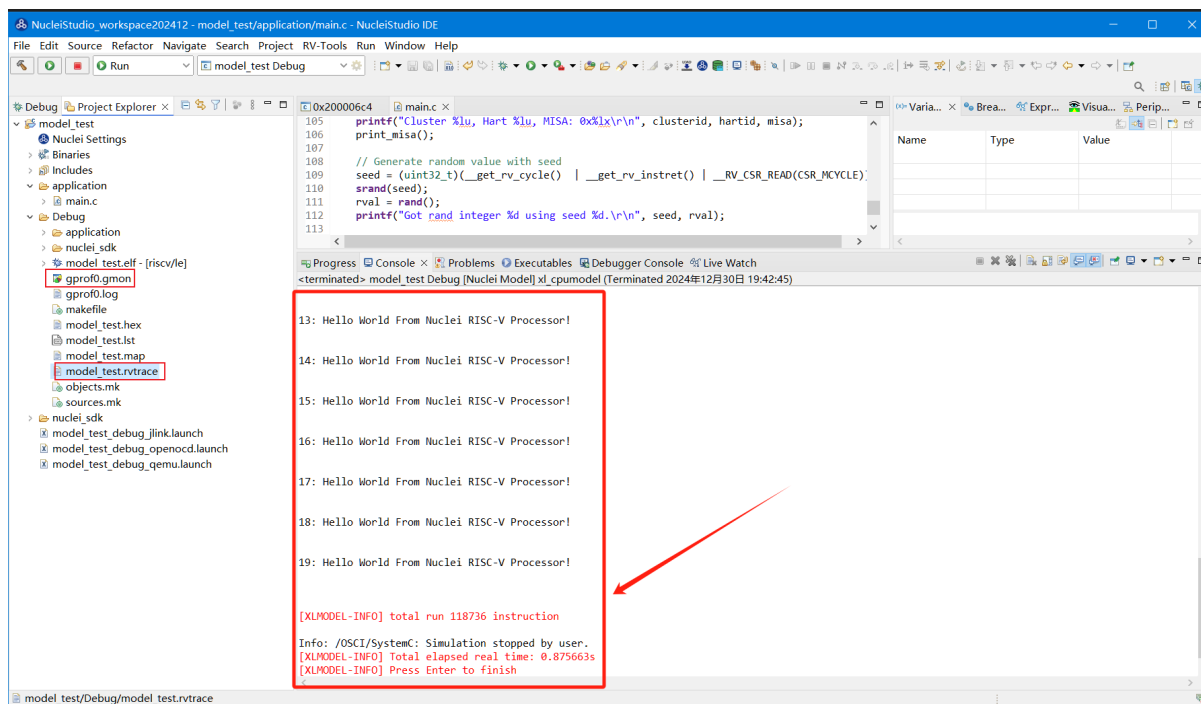 NucleiStudio_workspace202412 - model_test/application/main.c - NucleiStudio IDE
File Edit Source Refactor Navigate Search Project RV-Tools Run Window Help
Run
model_test Debug
Debug
Project Explorer
model_test
Nuclei Settings
Binaries
Includes
application
main.c
Debug
application
nuclei_sdk
model_test.elf - [riscv/le]
gprof0.gmon
gprof0.log
makefile
model_test.hex
model_test.lst
model_test.map
model_test.rvtrace
objects.mk
sources.mk
nuclei_sdk
model_test_debug_jlink.launch
model_test_debug_openocd.launch
model_test_debug_qemu.launch
0x200006c4 main.c
105 printf("Cluster %lu, Hart %lu, MISA: 0x%lx\r\n", clusterid, hartid, misa);
106 print_misa();
107
108 // Generate random value with seed
109 seed = (uint32_t)(__get_rv_cycle() | __get_rv_instret() | __RV_CSR_READ(CSR_MCYCLE)
110 srand(seed);
111 rval = rand();
112 printf("Got rand integer %d using seed %d.\r\n", seed, rval);
113
Varia... Brea... Expr... Visua... Perip...
Name Type Value
Progress Console Problems Executables Debugger Console Live Watch
<terminated> model_test Debug [Nuclei Model] xl_cpumodel (Terminated 2024年12月30日 19:42:45)
13: Hello World From Nuclei RISC-V Processor!
14: Hello World From Nuclei RISC-V Processor!
15: Hello World From Nuclei RISC-V Processor!
16: Hello World From Nuclei RISC-V Processor!
17: Hello World From Nuclei RISC-V Processor!
18: Hello World From Nuclei RISC-V Processor!
19: Hello World From Nuclei RISC-V Processor!
[XLMODEL-INFO] total run 118736 instruction
Info: /OSCI/SystemC: Simulation stopped by user.
[XLMODEL-INFO] Total elapsed real time: 0.875663s
[XLMODEL-INFO] Press Enter to finish
model_test/Debug/model_test.rvtrace